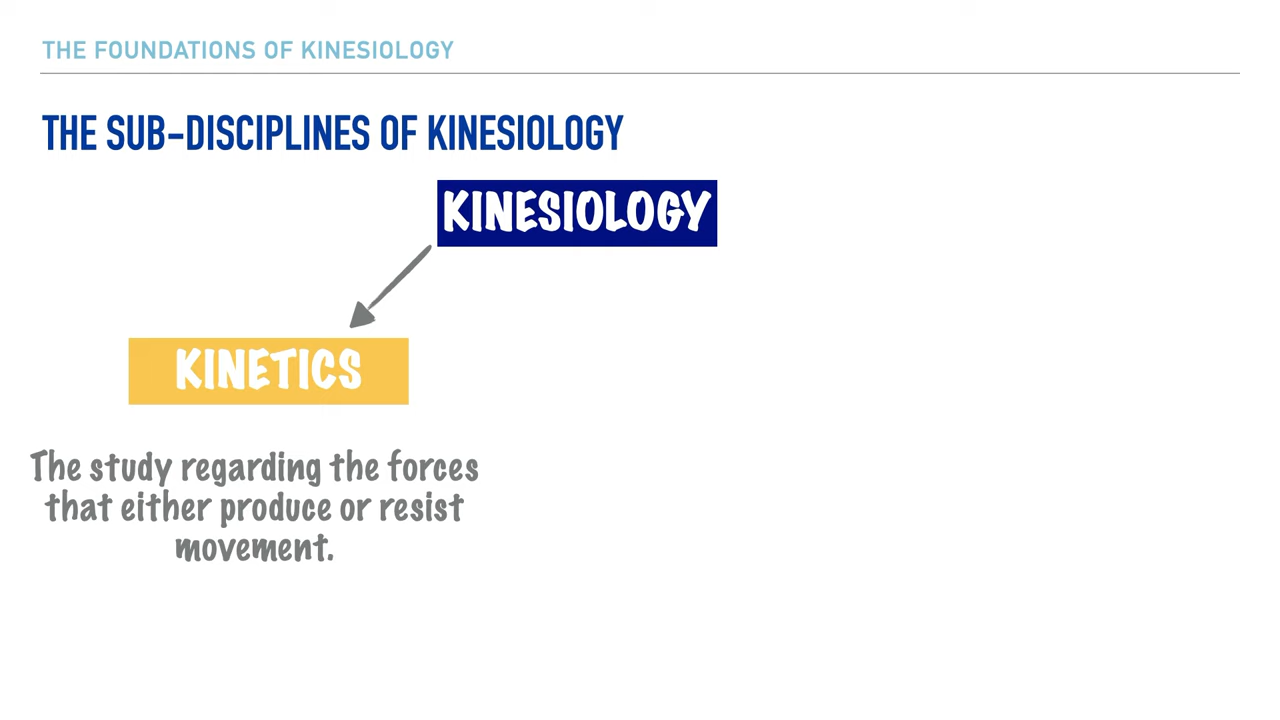 THE FOUNDATIONS OF KINESIOLOGY
THE SUB-DISCIPLINES OF KINESIOLOGY
KINESIOLOGY
KINETICS
The study regarding the forces
that either produce or resist
movement.